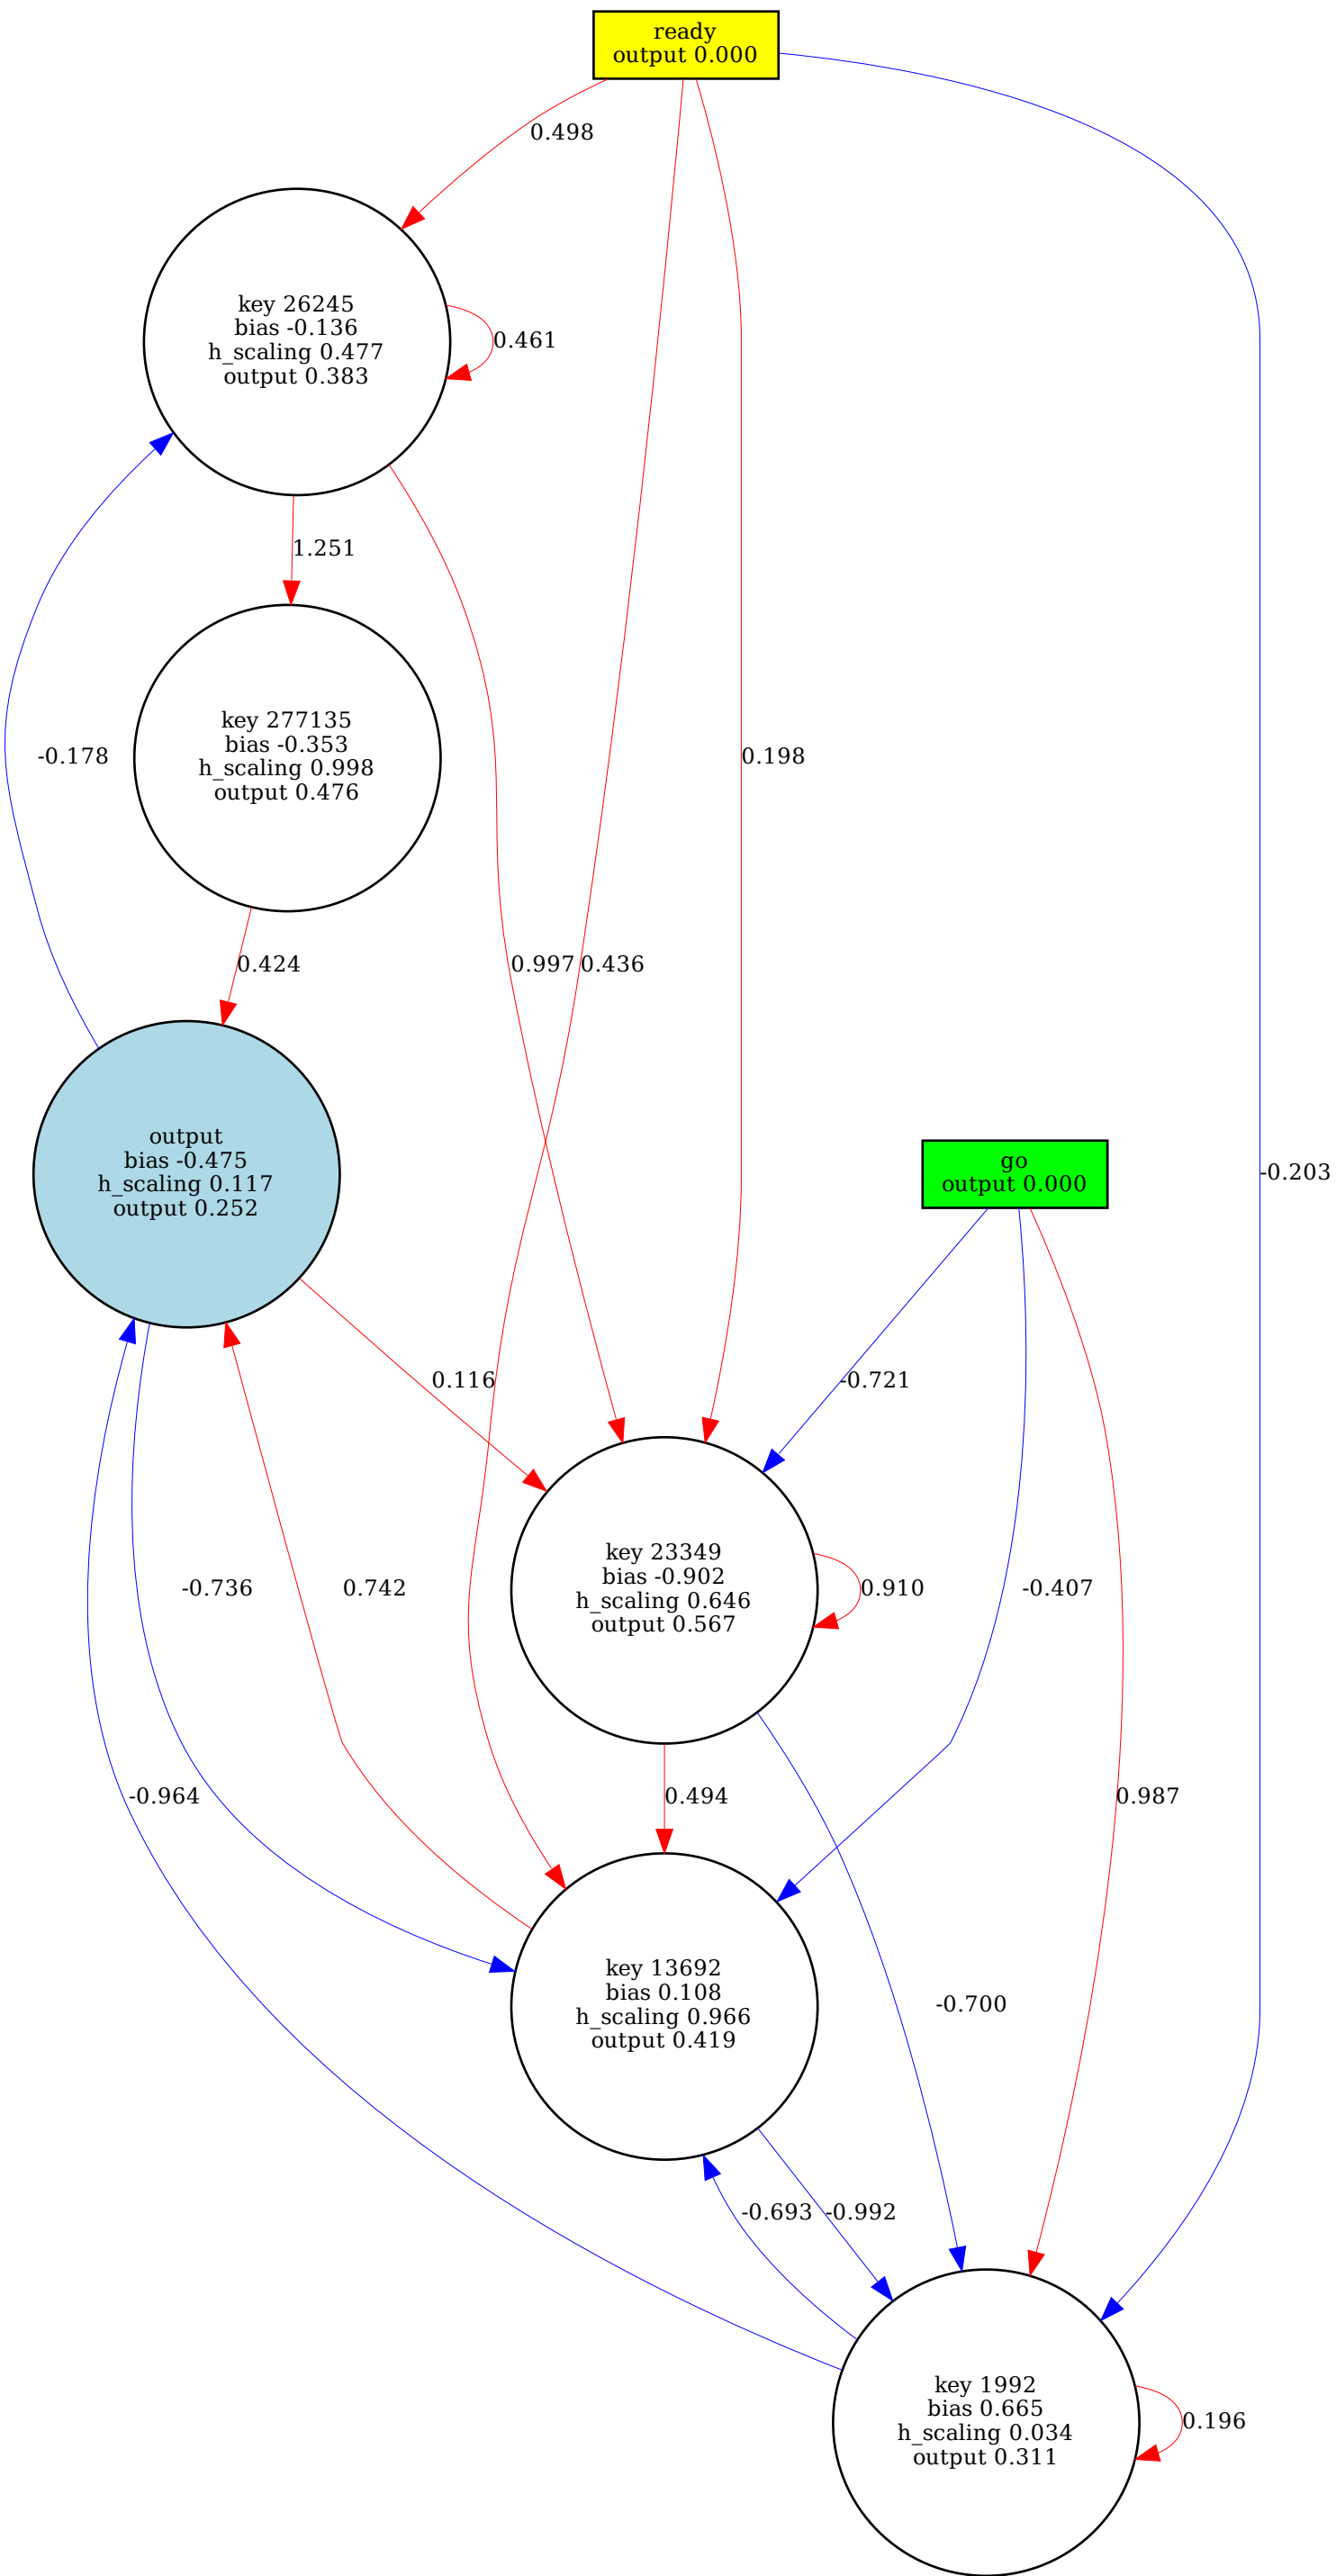 ready
output 0.000
0.498
key 26245
bias -0.136
h_scaling 0.477
output 0.383
0.461
1.251
key 277135
bias -0.353
h_scaling 0.998
output 0.476
-0.178
0.198
0.424
0.997
0.436
output
bias -0.475
h_scaling 0.117
output 0.252
go
output 0.000
-0.203
0.116
-0.721
key 23349
bias -0.902
h_scaling 0.646
output 0.567
-0.736
0.742
0.910
-0.407
-0.964
0.494
0.987
key 13692
bias 0.108
h_scaling 0.966
output 0.419
-0.700
-0.693
-0.992
key 1992
bias 0.665
h_scaling 0.034
output 0.311
0.196